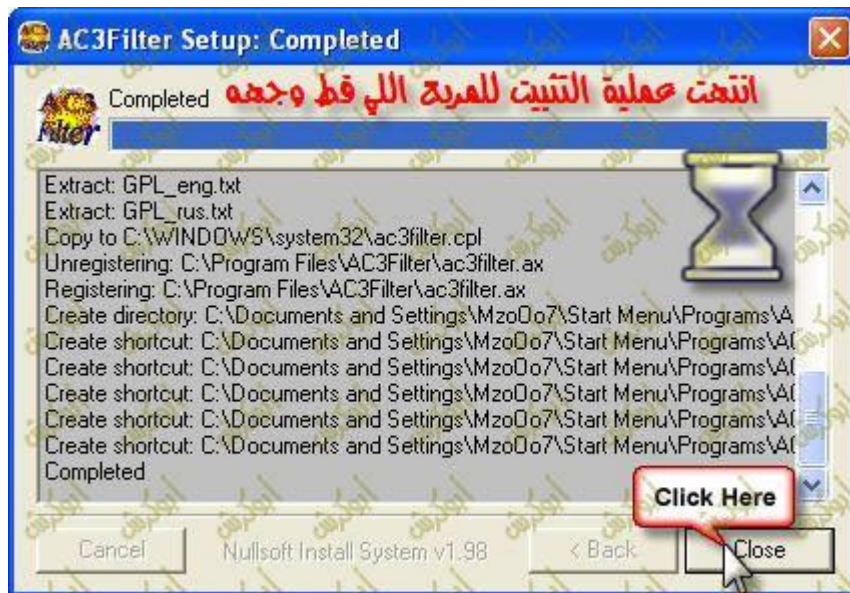 AC3Filter Setup: Completed
Completed
انتهت عملية التثبيت للمربع اللي فط وجهه
AC3
Filter
Extract: GPL_eng.txt
Extract: GPL_rus.txt
Copy to C:\WINDOWS\system32\ac3filter.cpl
Unregistering: C:\Program Files\AC3Filter\ac3filter.ax
Registering: C:\Program Files\AC3Filter\ac3filter.ax
Create directory: C:\Documents and Settings\MzoOo7\Start Menu\Programs\A
Create shortcut: C:\Documents and Settings\MzoOo7\Start Menu\Programs\A
Create shortcut: C:\Documents and Settings\MzoOo7\Start Menu\Programs\A
Create shortcut: C:\Documents and Settings\MzoOo7\Start Menu\Programs\A
Create shortcut: C:\Documents and Settings\MzoOo7\Start Menu\Programs\A
Create shortcut: C:\Documents and Settings\MzoOo7\Start Menu\Programs\A
Completed
Click Here
Cancel
Nullsoft Install System v1.98
< Back
Close